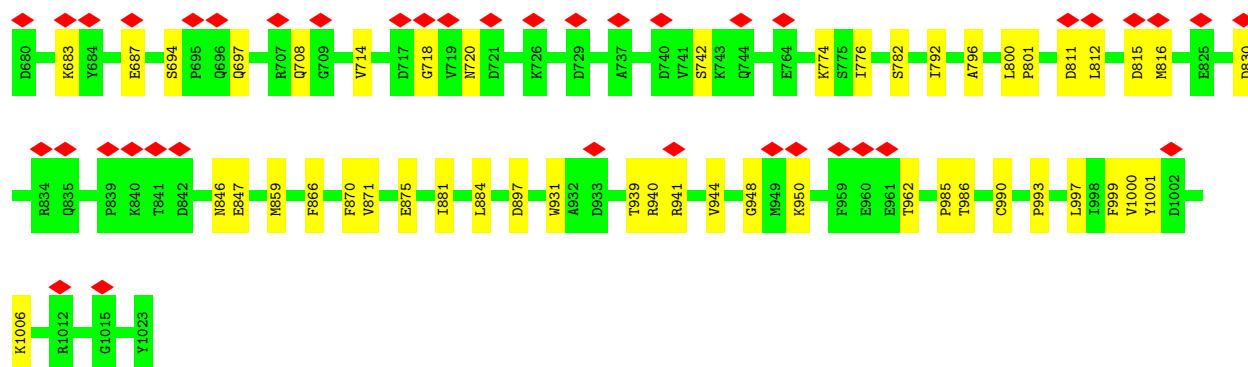 D680 K683 Y684 E687 S694 P695 Q696 Q697 R707 Q708 G709 V714 D717 G718 V719 N720 D721 K726 D729 A737 D740 V741 S742 K743 Q744 E764 K774 S775 I776 S782 I792 A796 L800 P801 D811 L812 D815 M816 E825 D830
R834 Q835 P839 K840 T841 D842 N846 E847 M859 F866 F870 V871 E875 I881 L884 D897 W931 A932 D933 T939 R940 R941 V944 G948 M949 K950 F959 E960 E961 T962 P985 T986 C990 P993 L997 I998 F999 V1000 Y1001 D1002
K1006 R1012 G1015 Y1023